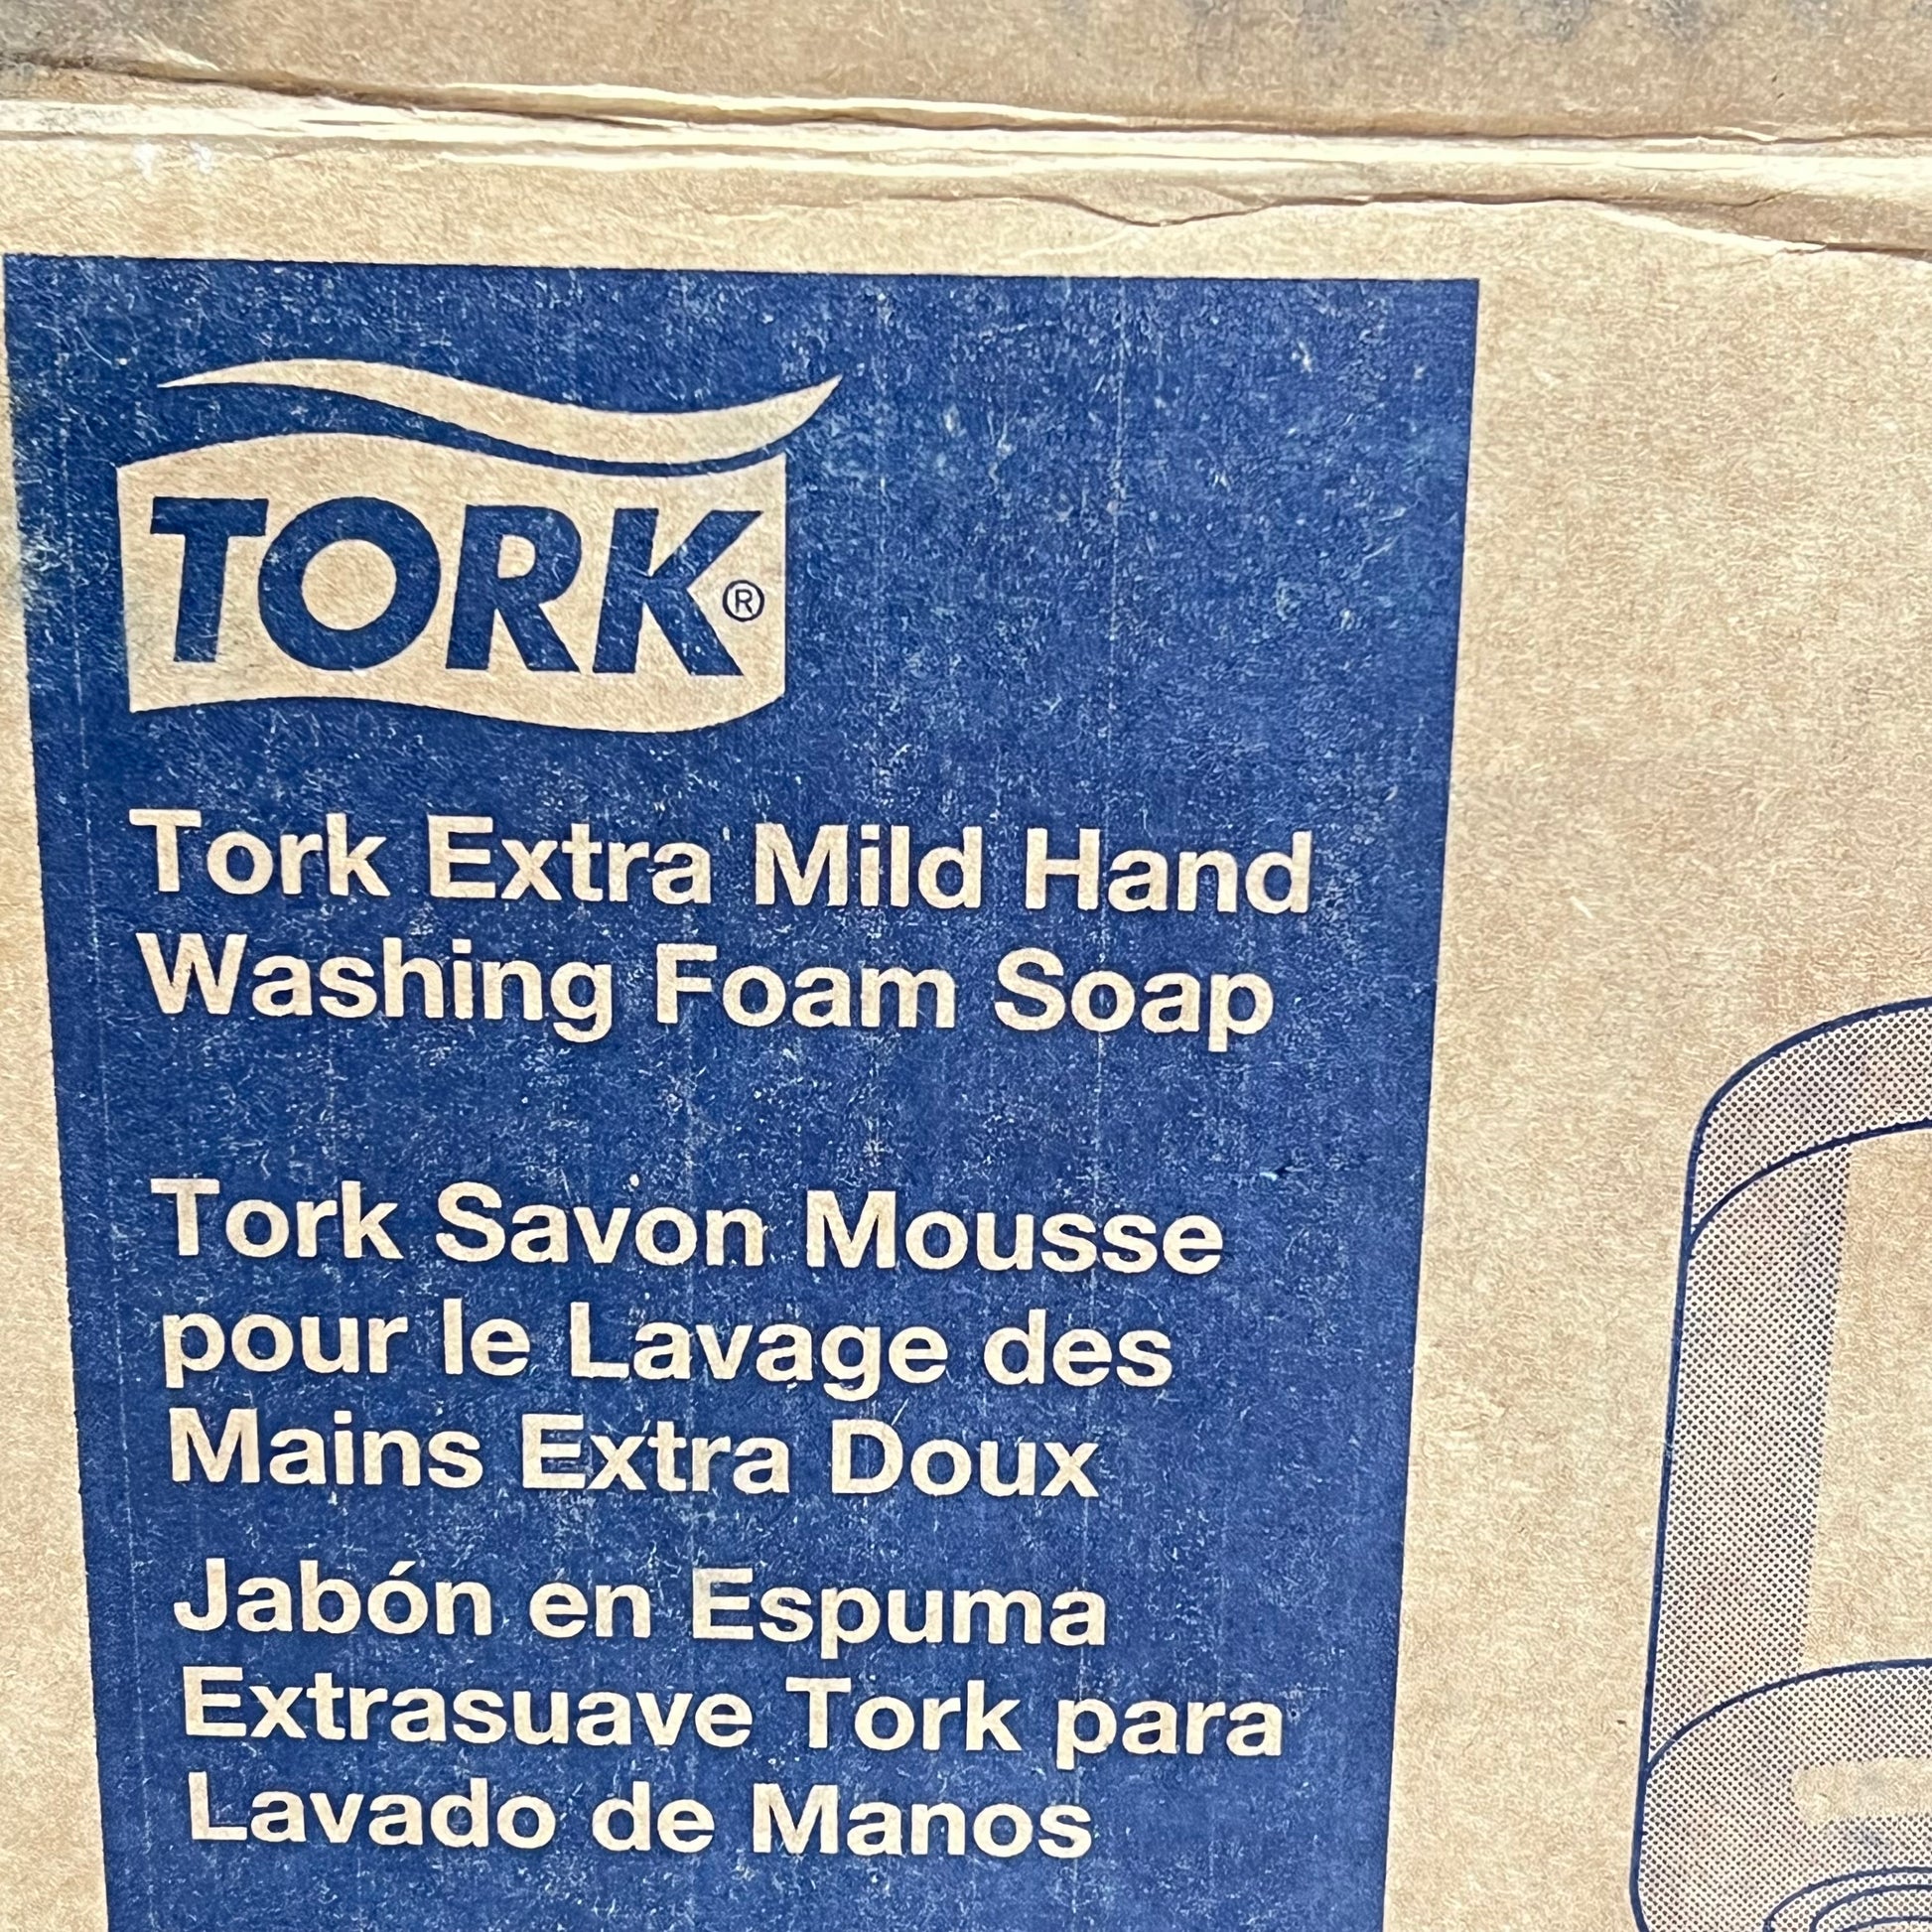 TORK®
Tork Extra Mild Hand
Washing Foam Soap
Tork Savon Mousse
pour le Lavage des
Mains Extra Doux
Jabón en Espuma
Extrasuave Tork para
Lavado de Manos